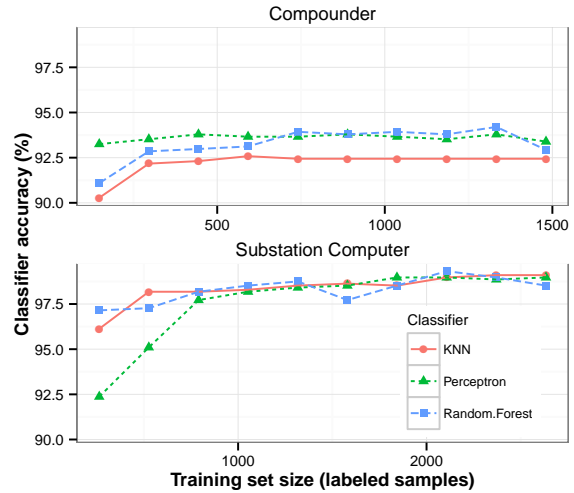 Compounder
97.5
95.0
92.5
90.0
500
1000
1500
Classifier accuracy (%)
Substation Computer
97.5
95.0
92.5
90.0
1000
2000
Classifier
KNN
Perceptron
Random.Forest
Training set size (labeled samples)